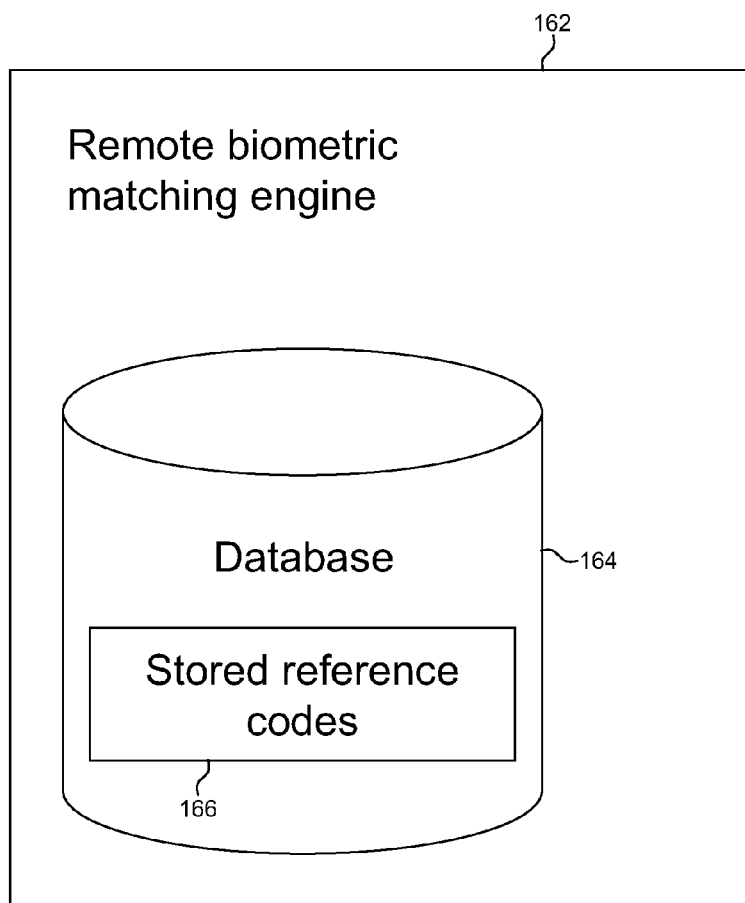 162
Remote biometric
matching engine
Database
164
Stored reference
codes
166